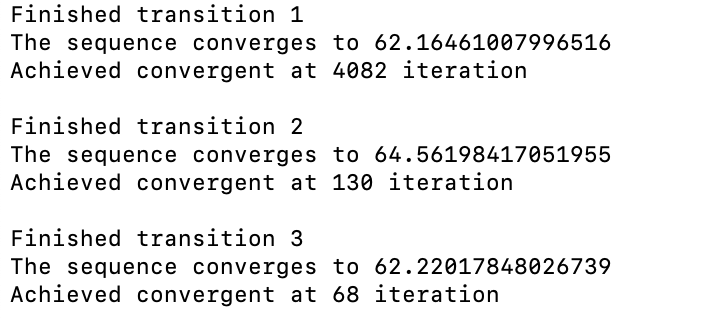 Finished transition 1
The sequence converges to 62.16461007996516
Achieved convergent at 4082 iteration
Finished transition 2
The sequence converges to 64.56198417051955
Achieved convergent at 130 iteration
Finished transition 3
The sequence converges to 62.22017848026739
Achieved convergent at 68 iteration